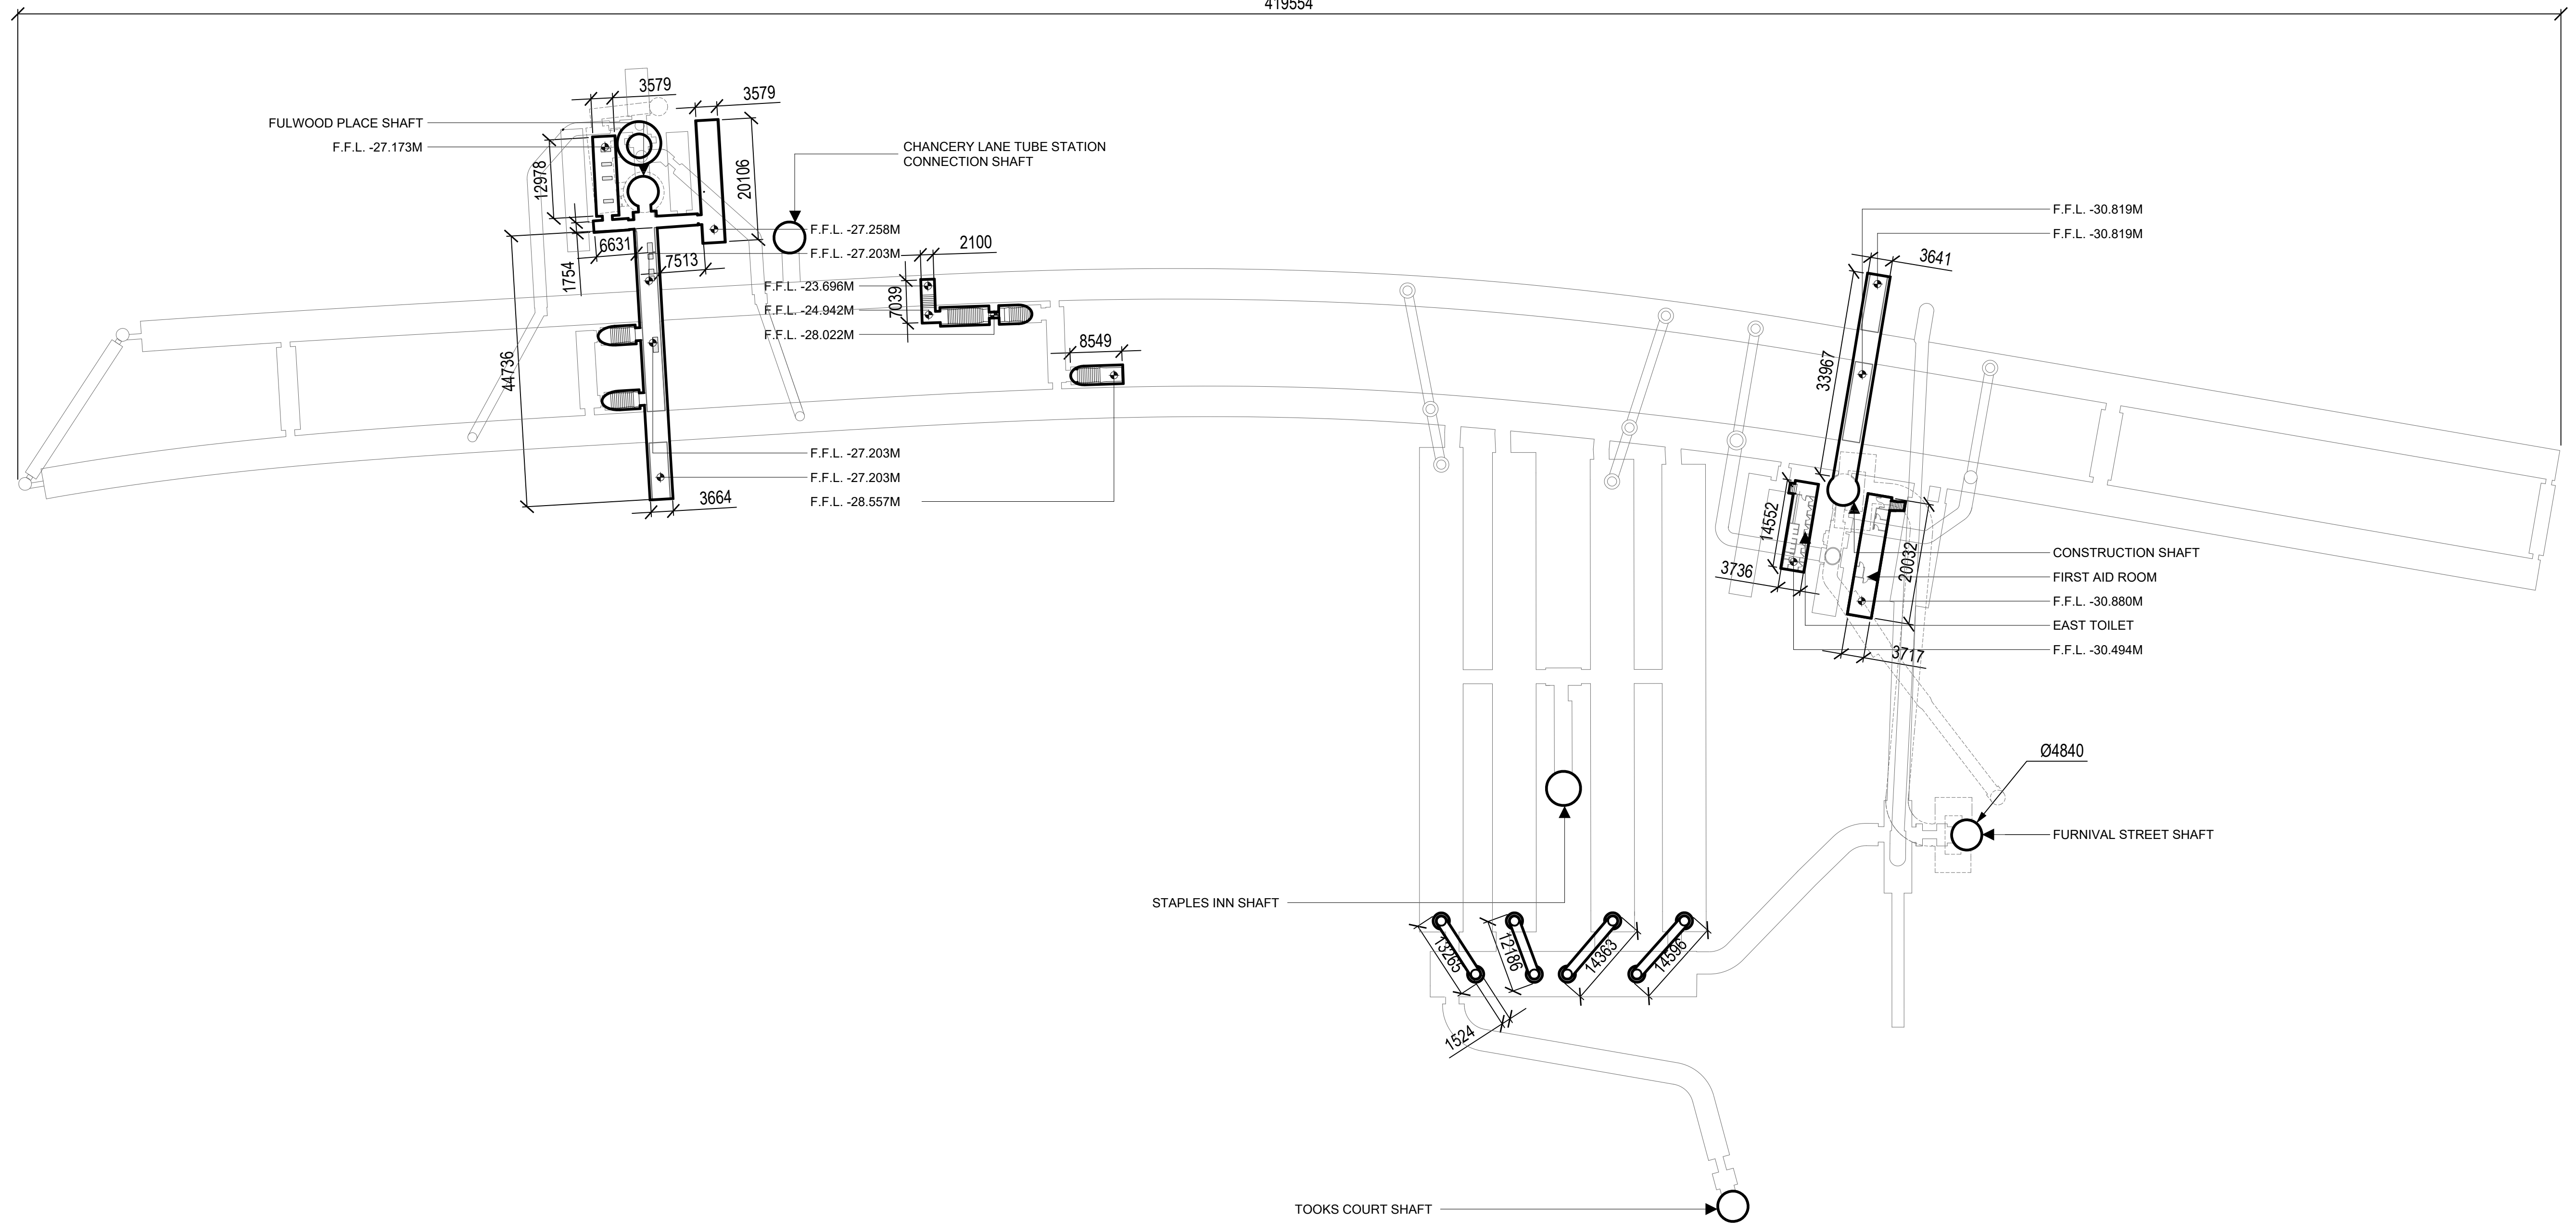 419554
3579
3579
FULWOOD PLACE SHAFT
F.F.L. -27.173M
12978
20106
CHANCERY LANE TUBE STATION
CONNECTION SHAFT
F.F.L. -27.258M
F.F.L. -27.203M
6631
7513
1754
2100
F.F.L. -23.696M
7039
F.F.L. -24.942M
F.F.L. -28.022M
8549
44736
F.F.L. -27.203M
F.F.L. -27.203M
3664
F.F.L. -28.557M
F.F.L. -30.819M
F.F.L. -30.819M
3641
33967
14552
3736
20032
3717
CONSTRUCTION SHAFT
FIRST AID ROOM
F.F.L. -30.880M
EAST TOILET
F.F.L. -30.494M
Ø4840
FURNIVAL STREET SHAFT
STAPLES INN SHAFT
13265
12186
14363
14596
1524
TOOKS COURT SHAFT